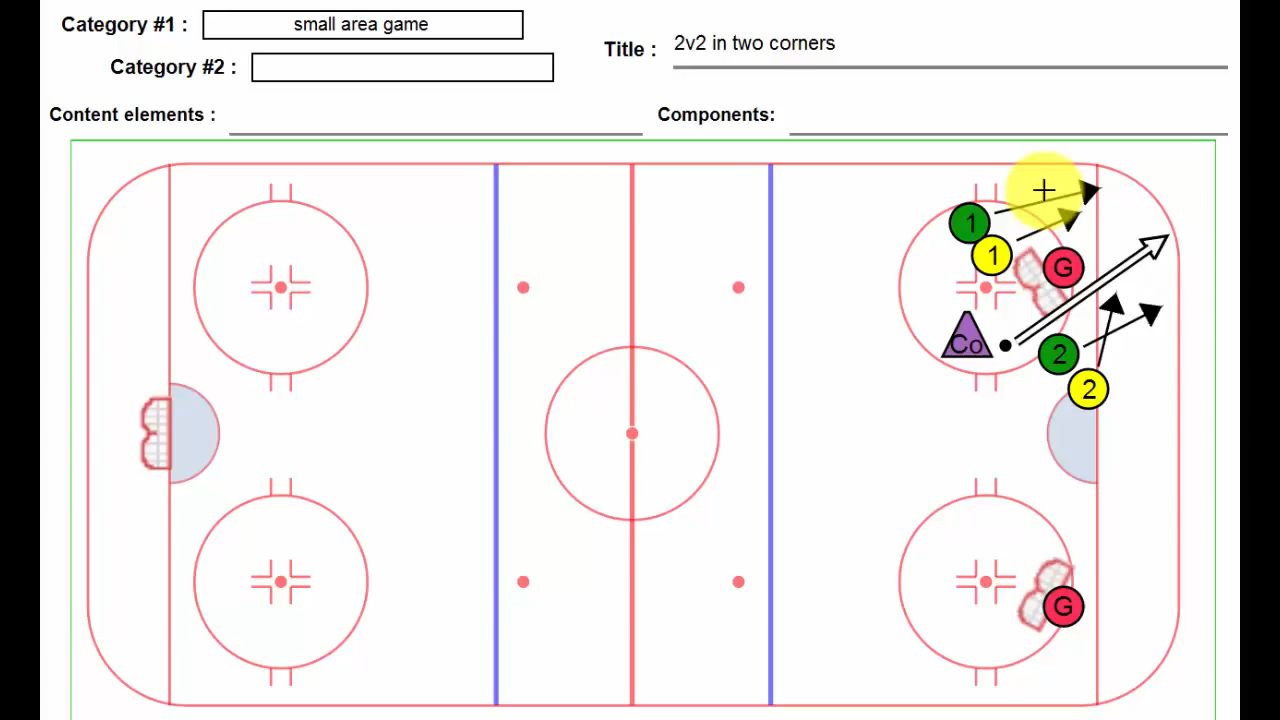 Category #1 : small area game
Title : 2v2 in two corners
Category #2 :
Content elements :
Components:
1
1
G
Co
2
2
G